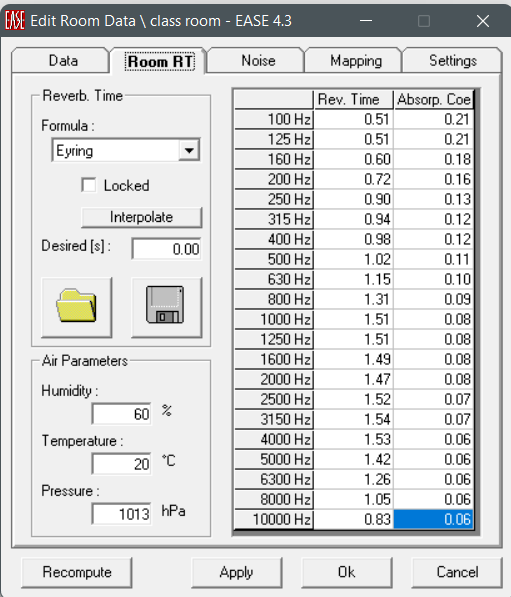 EASE Edit Room Data \ class room - EASE 4.3
Data Room RT Noise Mapping Settings
Reverb. Time
Formula :
Eyring
Locked
Interpolate
Desired [s] : 0.00
Air Parameters
Humidity :
60 %
Temperature :
20 °C
Pressure :
1013 hPa
Rev. Time Absorp. Coe
100 Hz 0.51 0.21
125 Hz 0.51 0.21
160 Hz 0.60 0.18
200 Hz 0.72 0.16
250 Hz 0.90 0.13
315 Hz 0.94 0.12
400 Hz 0.98 0.12
500 Hz 1.02 0.11
630 Hz 1.15 0.10
800 Hz 1.31 0.09
1000 Hz 1.51 0.08
1250 Hz 1.51 0.08
1600 Hz 1.49 0.08
2000 Hz 1.47 0.08
2500 Hz 1.52 0.07
3150 Hz 1.54 0.07
4000 Hz 1.53 0.06
5000 Hz 1.42 0.06
6300 Hz 1.26 0.06
8000 Hz 1.05 0.06
10000 Hz 0.83 0.06
Recompute Apply Ok Cancel